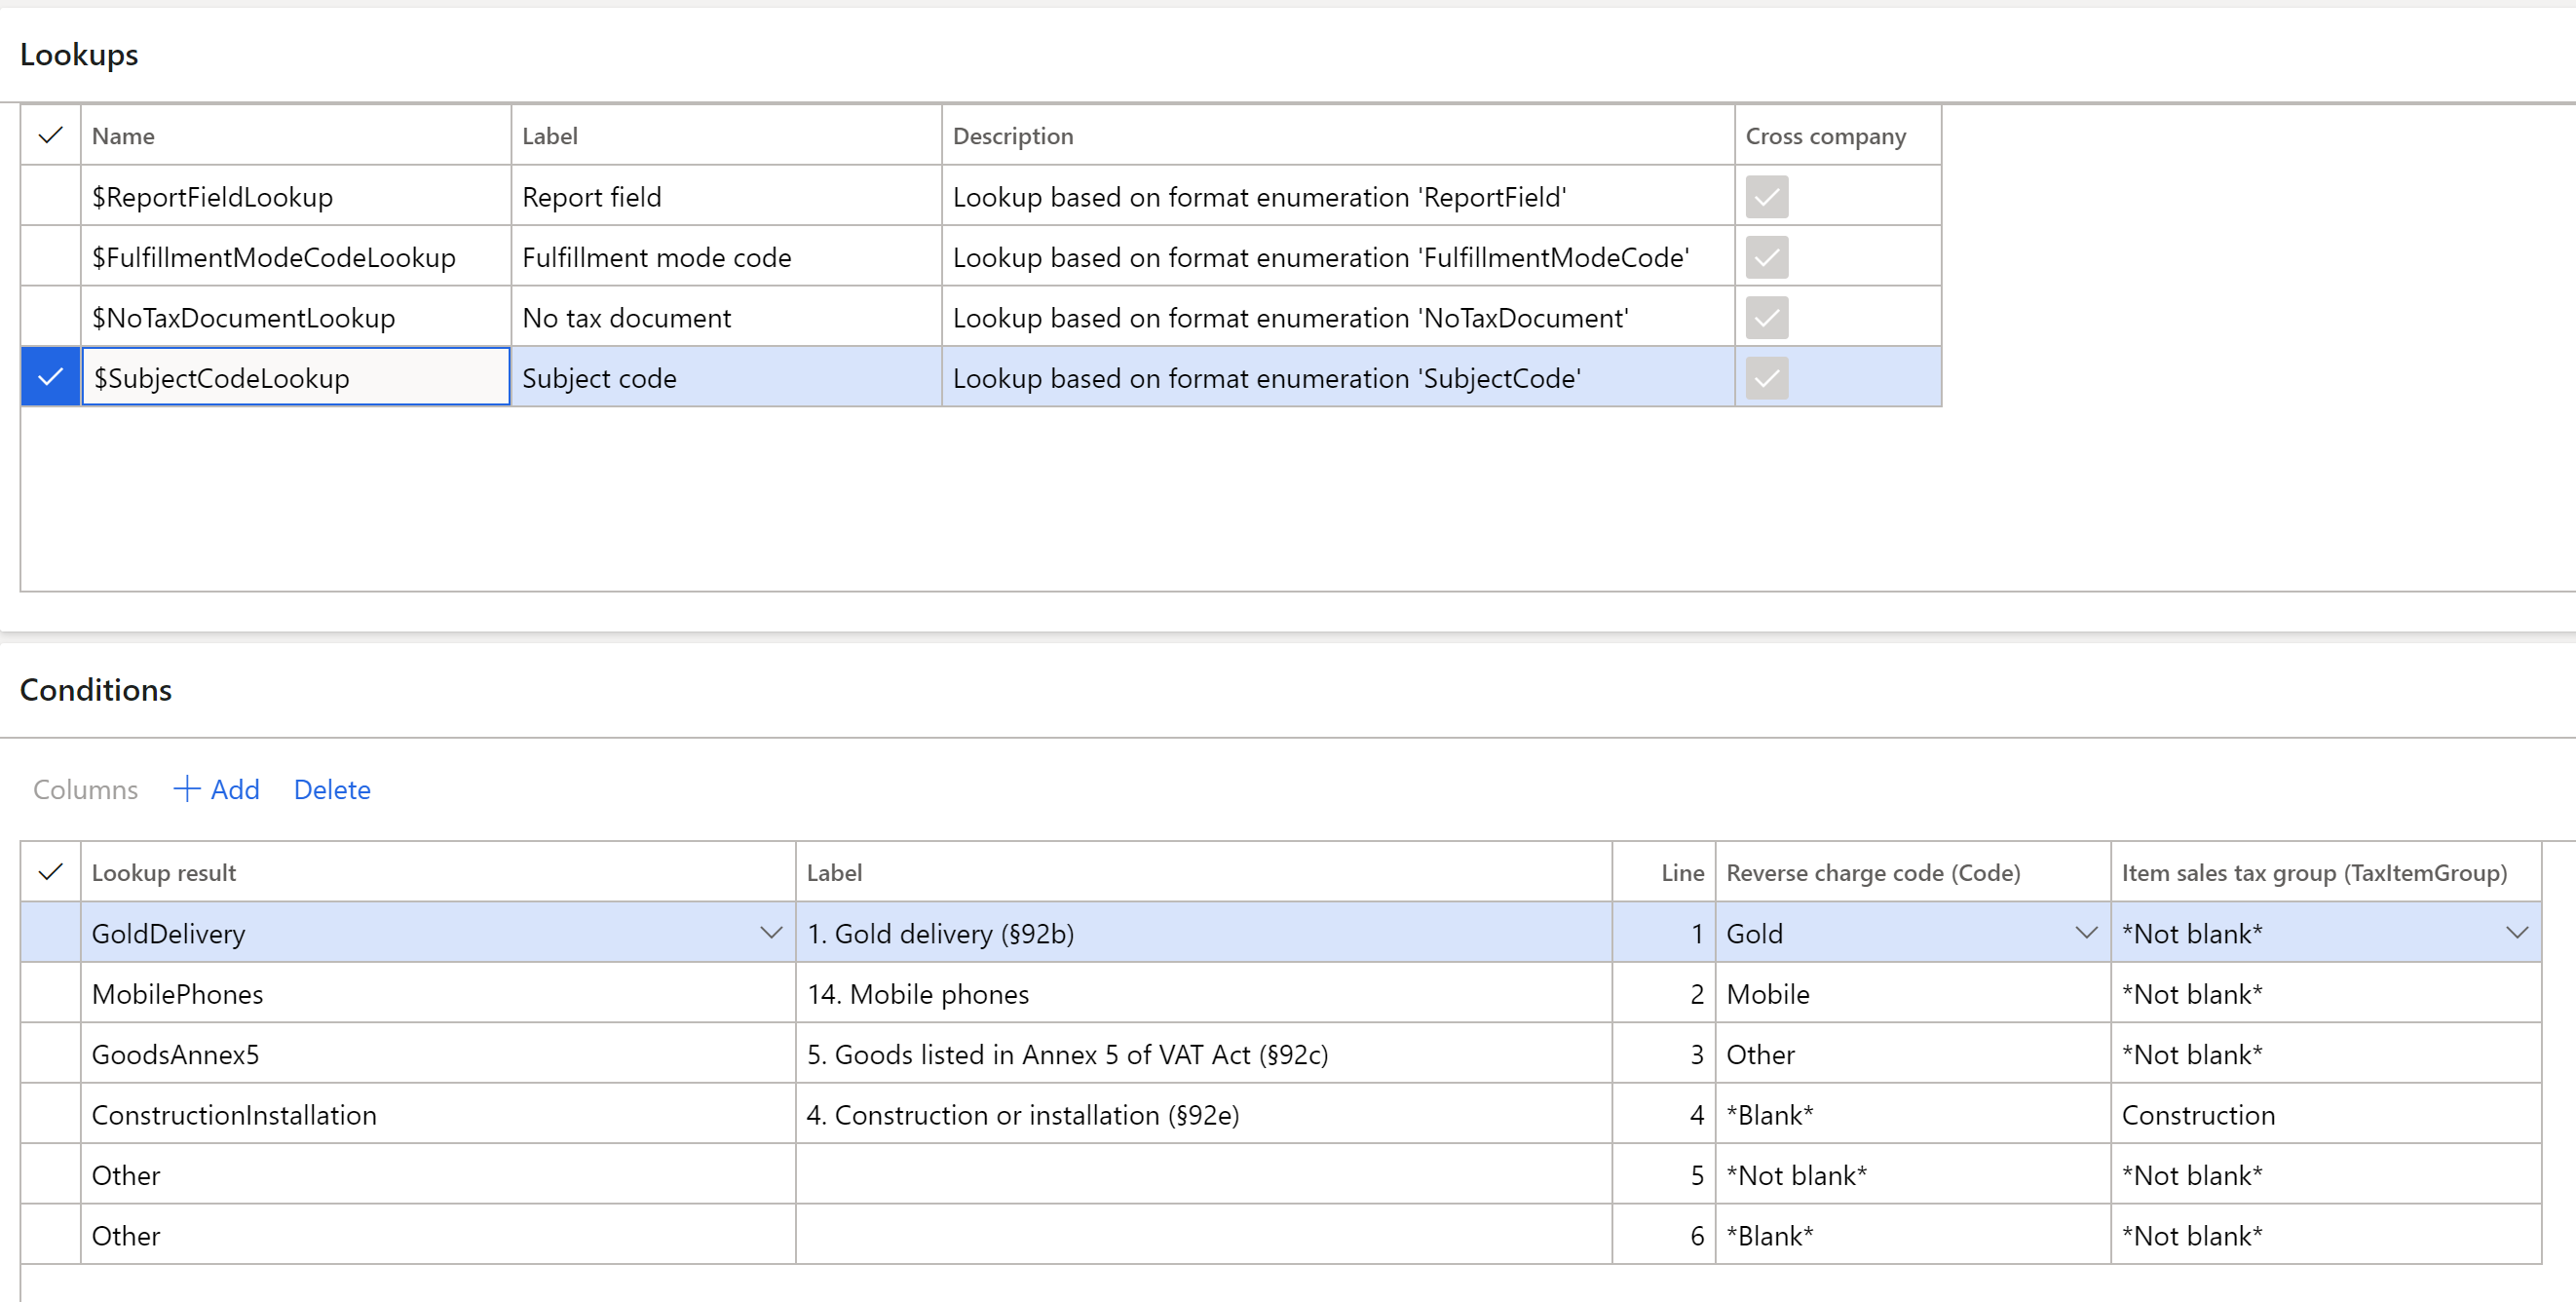 Lookups
Name Label Description Cross company
$ReportFieldLookup Report field Lookup based on format enumeration 'ReportField'
$FulfillmentModeCodeLookup Fulfillment mode code Lookup based on format enumeration 'FulfillmentModeCode'
$NoTaxDocumentLookup No tax document Lookup based on format enumeration 'NoTaxDocument'
$SubjectCodeLookup Subject code Lookup based on format enumeration 'SubjectCode'
Conditions
Columns + Add Delete
Lookup result Label Line Reverse charge code (Code) Item sales tax group (TaxItemGroup)
GoldDelivery 1. Gold delivery (§92b) 1 Gold *Not blank*
MobilePhones 14. Mobile phones 2 Mobile *Not blank*
GoodsAnnex5 5. Goods listed in Annex 5 of VAT Act (§92c) 3 Other *Not blank*
ConstructionInstallation 4. Construction or installation (§92e) 4 *Blank* Construction
Other 5 *Not blank* *Not blank*
Other 6 *Blank* *Not blank*